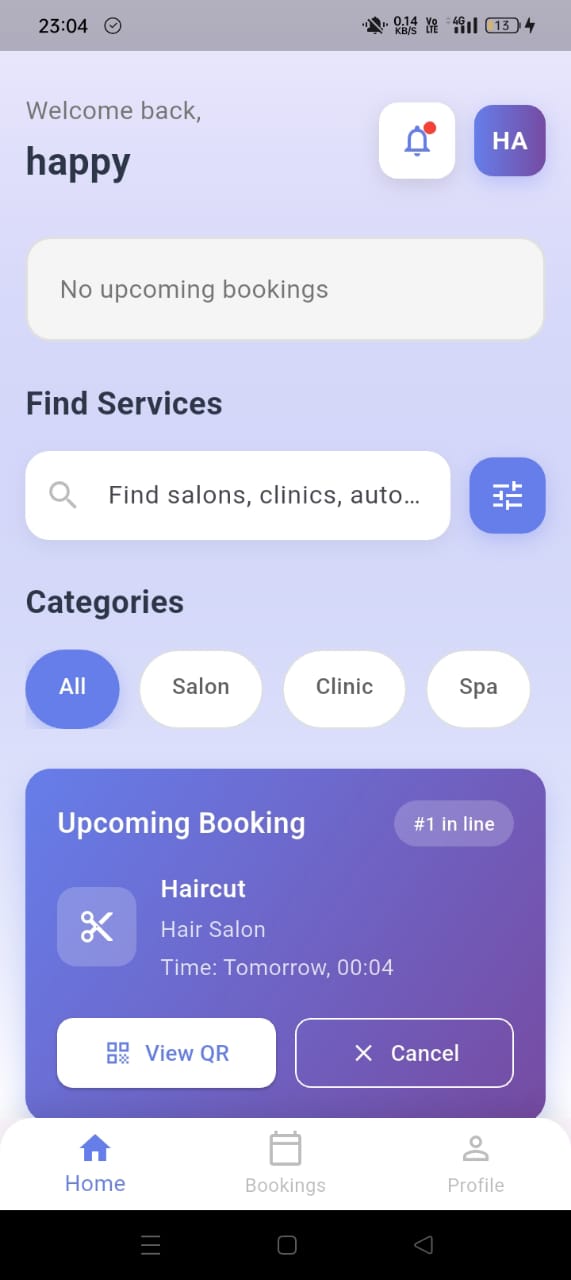 23:04
0.14
KB/S
Vo
LTE
4G
13
Welcome back,
happy
HA
No upcoming bookings
Find Services
Find salons, clinics, auto...
Categories
All
Salon
Clinic
Spa
Upcoming Booking
#1 in line
Haircut
Hair Salon
Time: Tomorrow, 00:04
View QR
Cancel
Home
Bookings
Profile